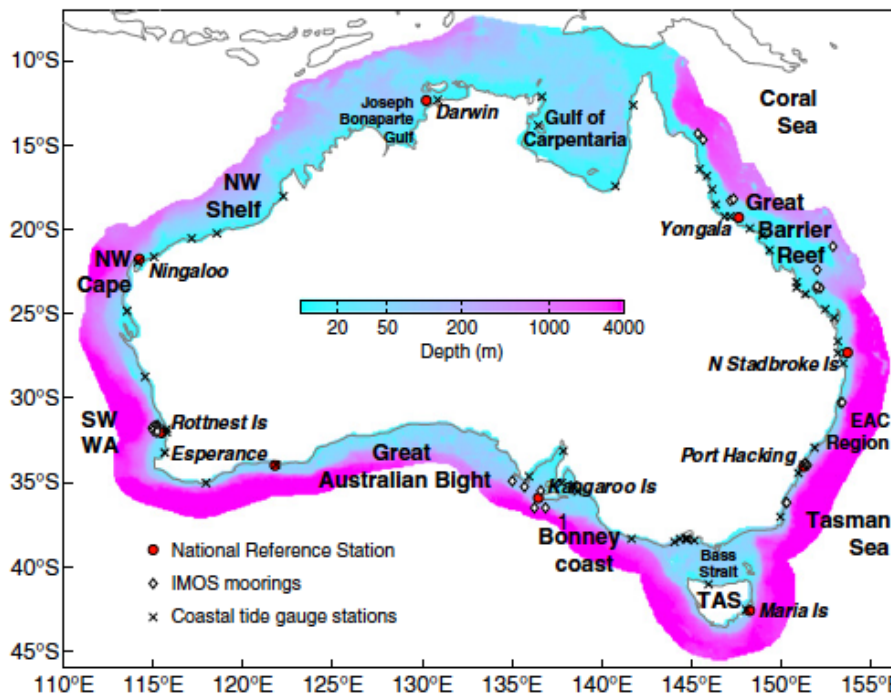 10°S
15°S
20°S
25°S
30°S
35°S
40°S
45°S
110°E
115°E
120°E
125°E
130°E
135°E
140°E
145°E
150°E
155°E
Joseph
Bonaparte
Gulf
Darwin
Gulf of
Carpentaria
Coral
Sea
NW
Shelf
Great
Barrier
Reef
Yongala
NW
Cape
Ningaloo
20
50
200
1000
4000
Depth (m)
N Stadbroke Is
SW
WA
Rottnest Is
Esperance
Great
Australian Bight
Kangaroo Is
1
Bonney
coast
Port Hacking
EAC
Region
Tasman
Sea
Bass
Strait
TAS
Maria Is
National Reference Station
IMOS moorings
Coastal tide gauge stations